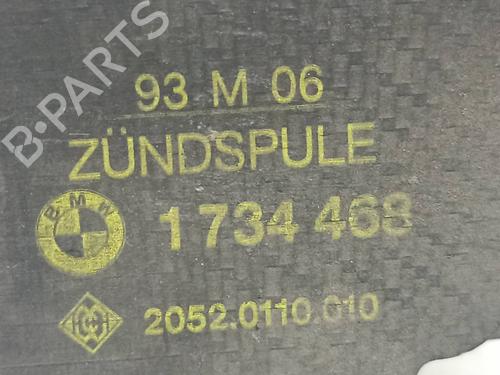 B-PARTS
93 M 06
ZÜNDSPULE
BMW
1 734 468
2052.0110.010